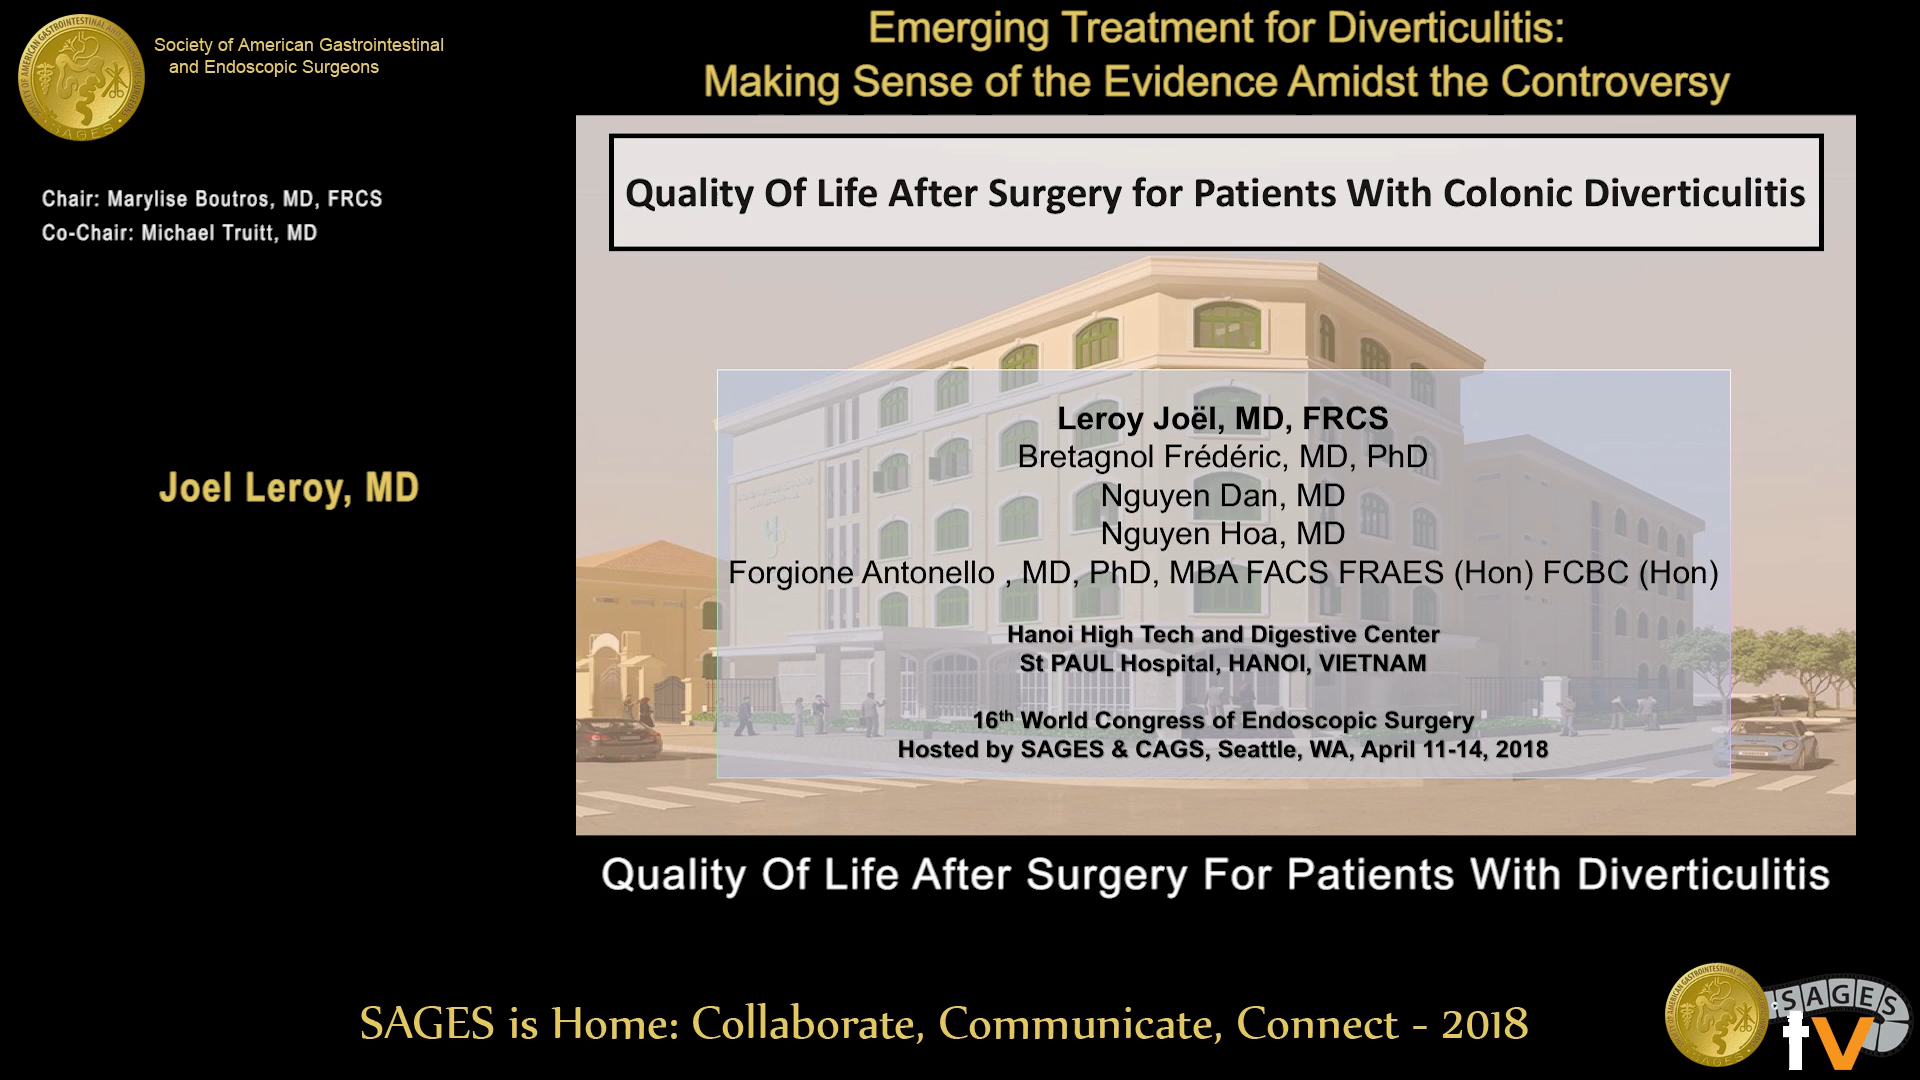 Society of American Gastrointestinal
and Endoscopic Surgeons
Emerging Treatment for Diverticulitis:
Making Sense of the Evidence Amidst the Controversy
Chair: Marylise Boutros, MD, FRCS
Co-Chair: Michael Truitt, MD
Joel Leroy, MD
Quality Of Life After Surgery for Patients With Colonic Diverticulitis
Leroy Joël, MD, FRCS
Bretagnol Frédéric, MD, PhD
Nguyen Dan, MD
Nguyen Hoa, MD
Forgione Antonello , MD, PhD, MBA FACS FRAES (Hon) FCBC (Hon)
Hanoi High Tech and Digestive Center
St PAUL Hospital, HANOI, VIETNAM
16th World Congress of Endoscopic Surgery
Hosted by SAGES & CAGS, Seattle, WA, April 11-14, 2018
Quality Of Life After Surgery For Patients With Diverticulitis
SAGES is Home: Collaborate, Communicate, Connect - 2018
SAGES
tv